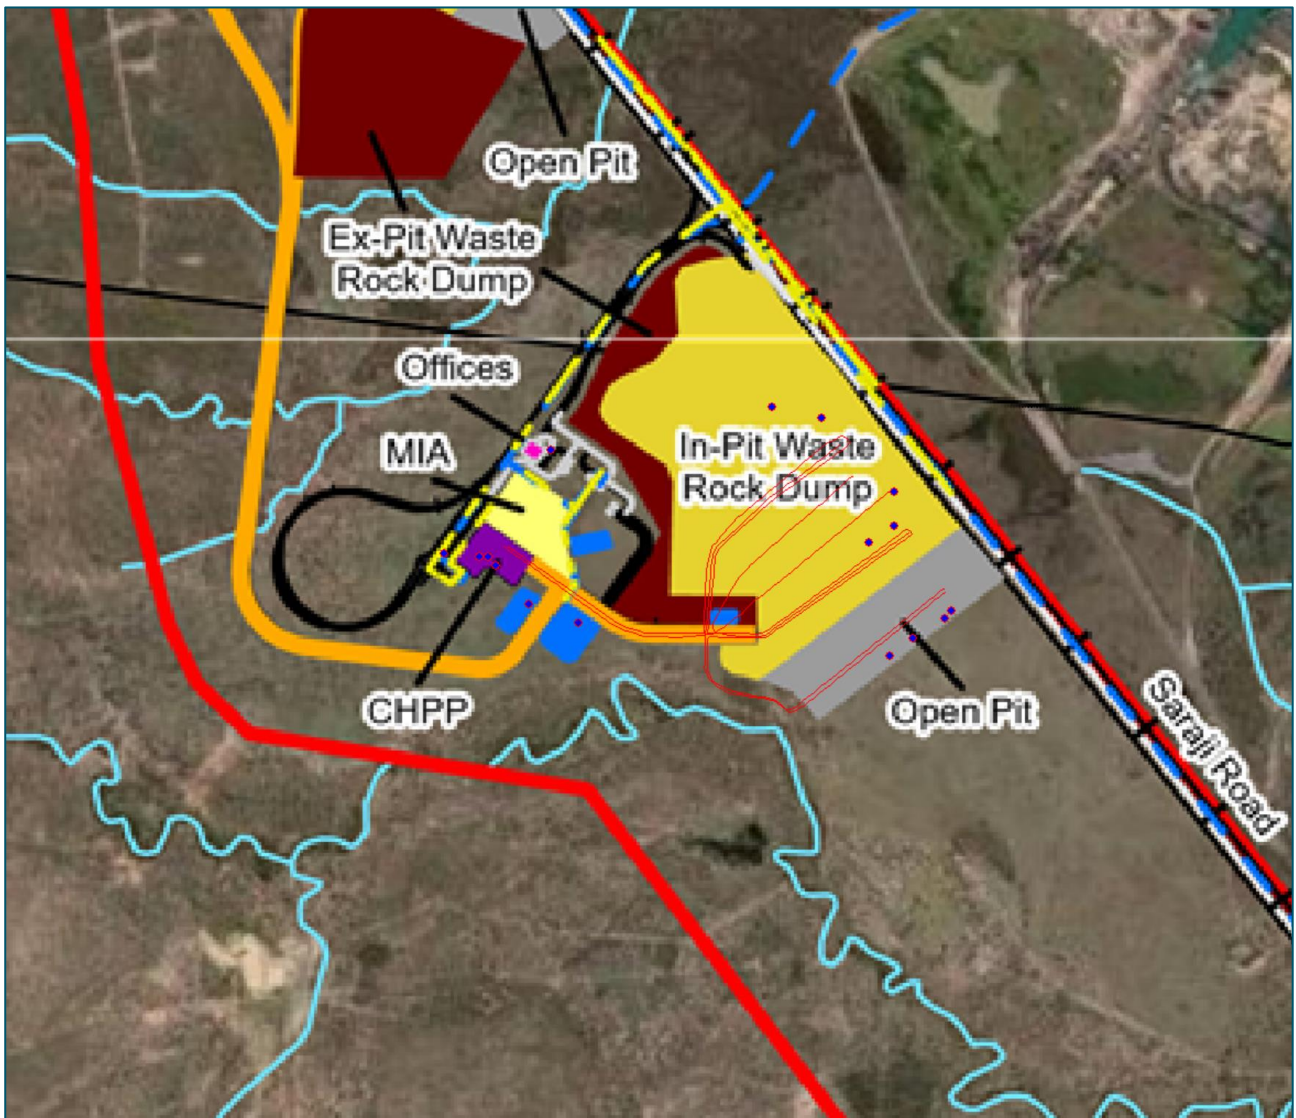 Open Pit
Ex-Pit Waste
Rock Dump
Offices
MIA
In-Pit Waste
Rock Dump
CHPP
Open Pit
Saraji Road